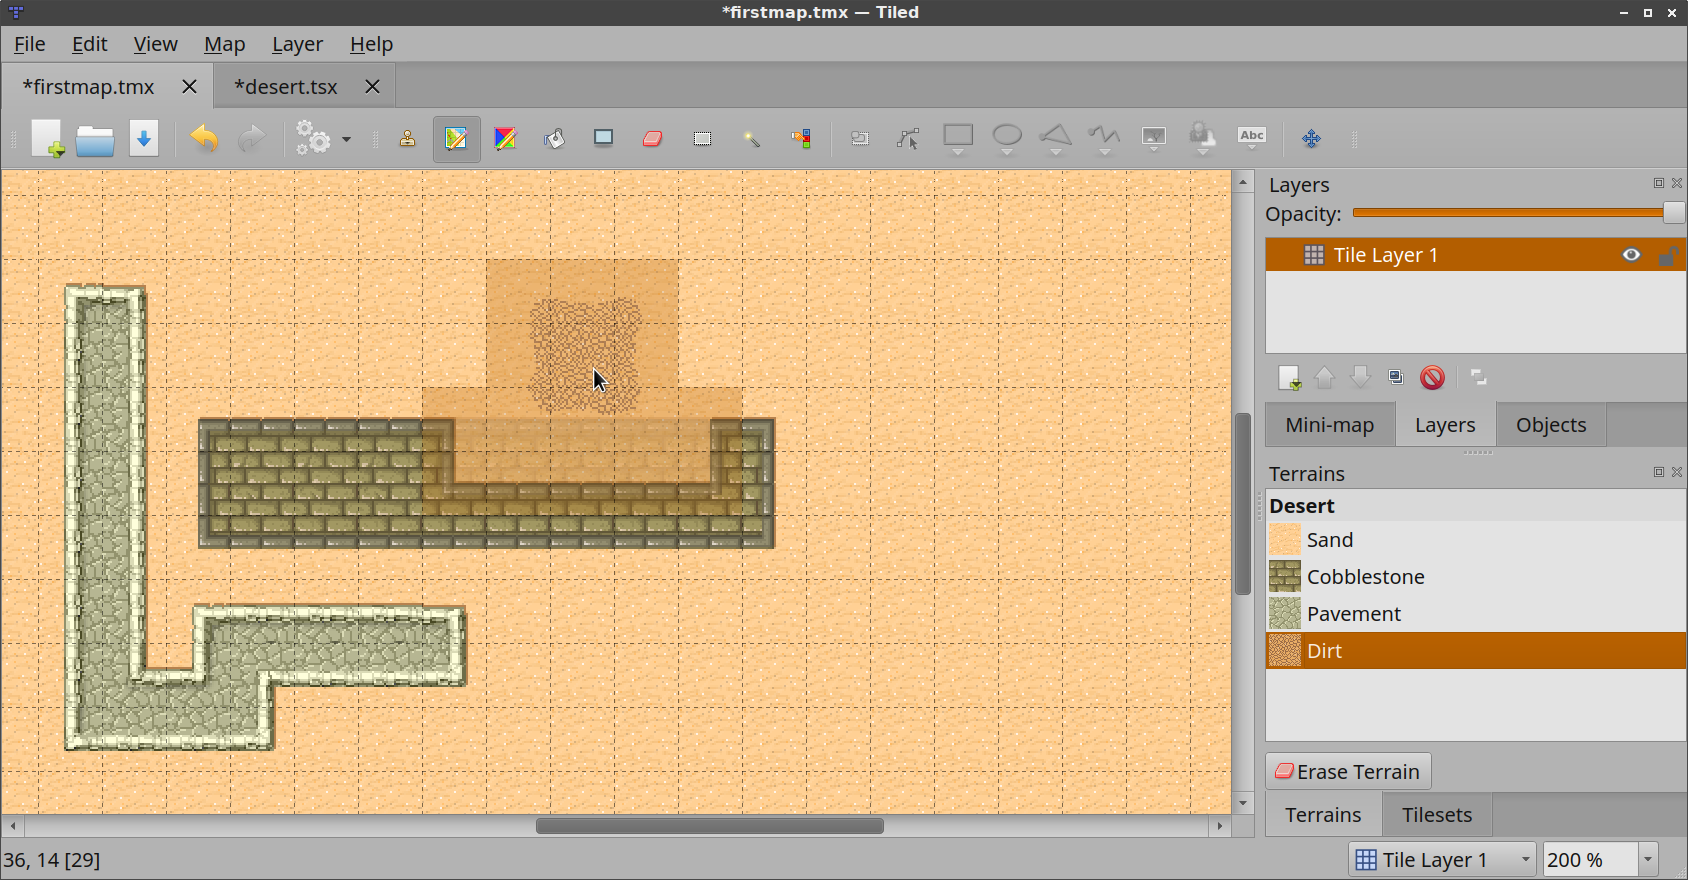 *firstmap.tmx — Tiled
File Edit View Map Layer Help
*firstmap.tmx *desert.tsx
Abc
Layers
Opacity:
Tile Layer 1
Mini-map Layers Objects
Terrains
Desert
Sand
Cobblestone
Pavement
Dirt
Erase Terrain
Terrains Tilesets
36, 14 [29] Tile Layer 1 200 %